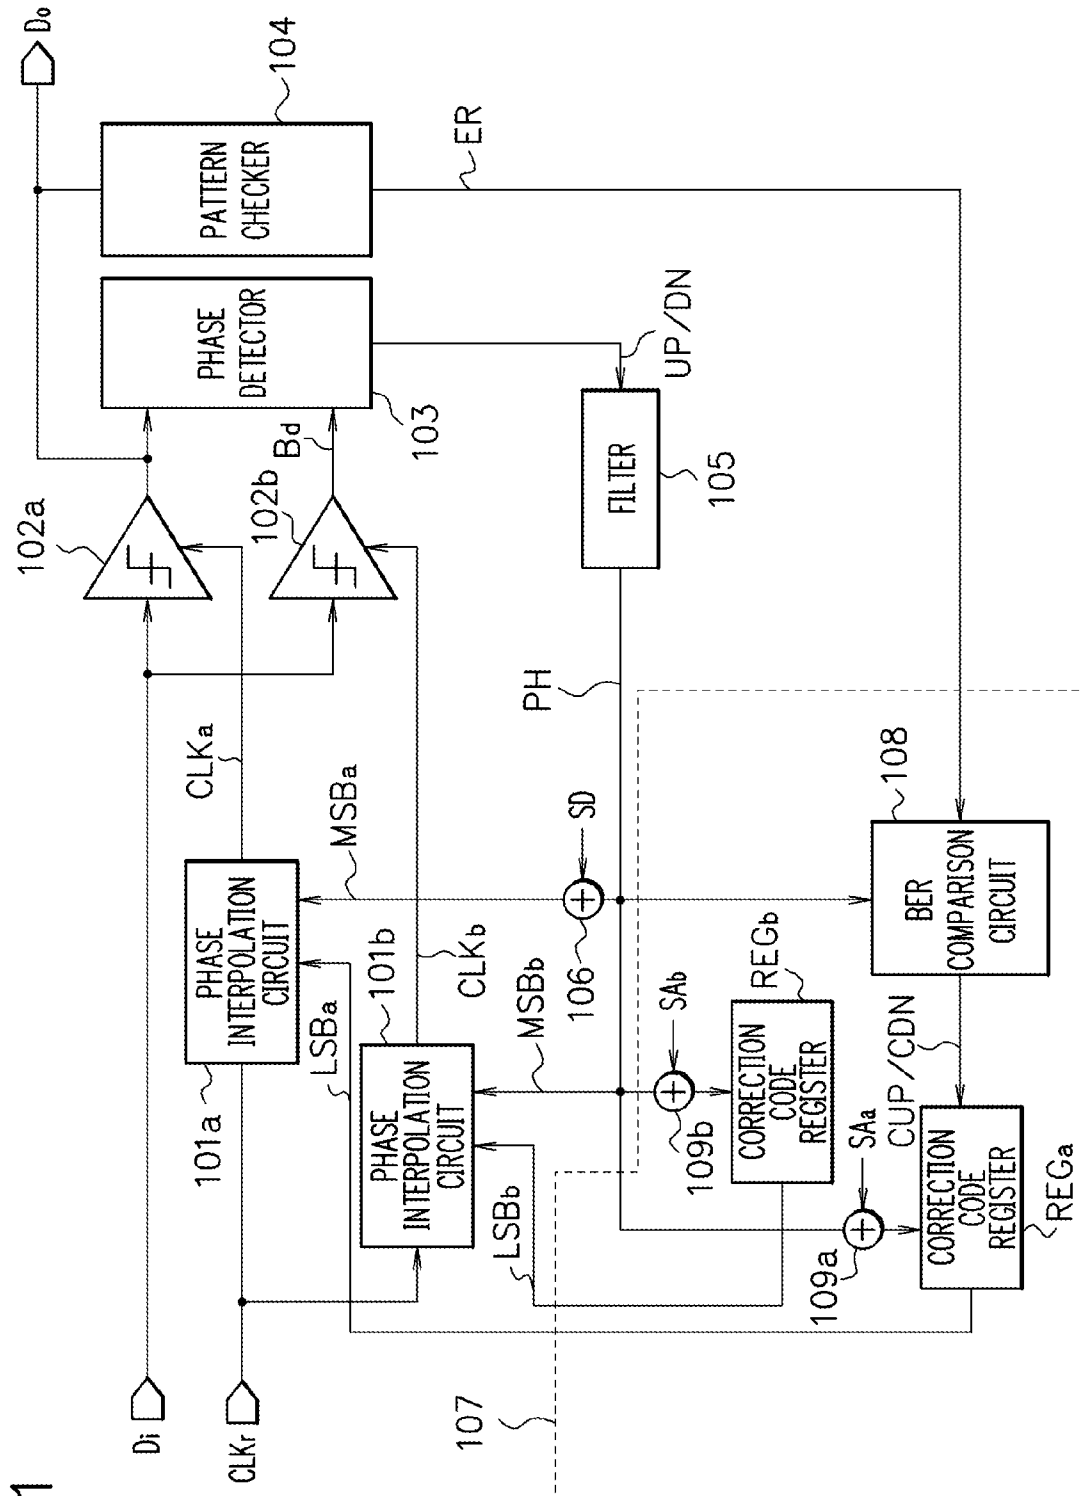 1
Di
CLKr
107
101a
PHASE
INTERPOLATION
CIRCUIT
CLKa
102a
Do
LSBa
101b
PHASE
INTERPOLATION
CIRCUIT
MSBa
CLKb
102b
Bd
PHASE
DETECTOR
103
PATTERN
CHECKER
104
ER
LSBb
MSBb
106
SD
PH
FILTER
105
UP/DN
109b
SAb
CORRECTION
CODE
REGISTER
REGb
109a
SAa
CORRECTION
CODE
REGISTER
REGa
CUP/CDN
BER
COMPARISON
CIRCUIT
108